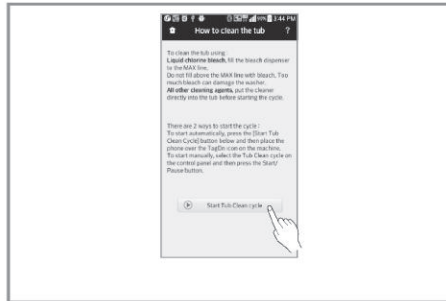 3:44 PM
How to clean the tub ?
To clean the tub using :
Liquid chlorine bleach, fill the bleach dispenser
to the MAX line.
Do not fill above the MAX line with bleach. Too
much bleach can damage the washer.
All other cleaning agents, put the cleaner
directly into the tub before starting the cycle.
There are 2 ways to start the cycle :
To start automatically, press the [Start Tub
Clean Cycle] button below and then place the
phone over the TagOn icon on the machine.
To start manually, select the Tub Clean cycle on
the control panel and then press the Start/
Pause button.
Start Tub Clean cycle